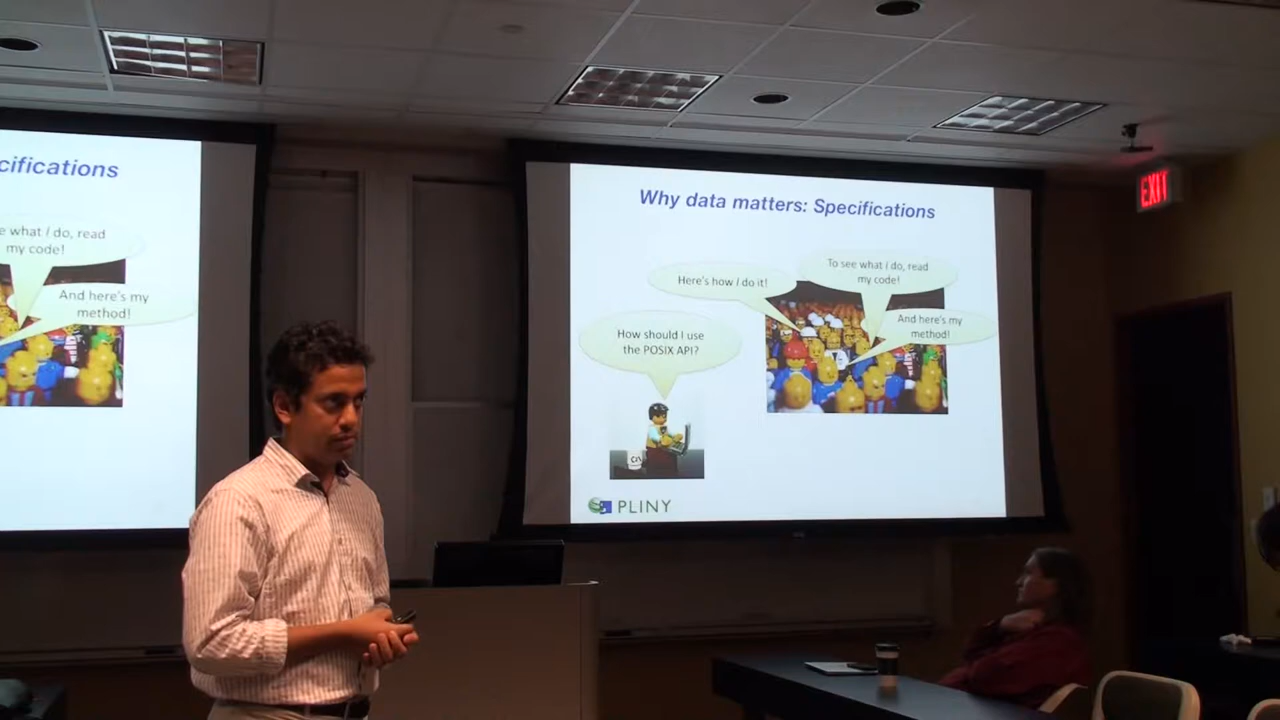 cifications
e what I do, read
my code!
And here's my
method!
Why data matters: Specifications
Here's how I do it!
To see what I do, read
my code!
And here's my
method!
How should I use
the POSIX API?
PLINY
EXIT